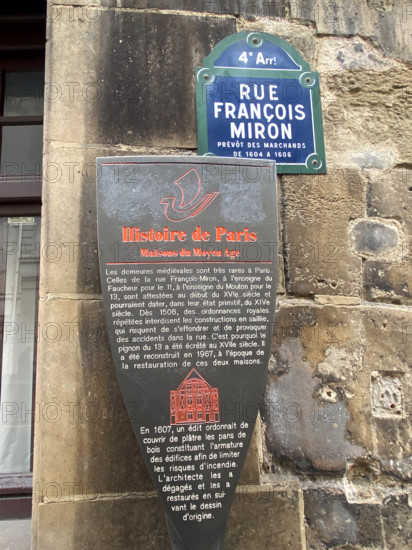 4e Arrt
RUE
FRANÇOIS
MIRON
PRÉVÔT DES MARCHANDS
DE 1604 A 1606
Histoire de Paris
Maisons du Moyen Age
Les demeures médiévales sont très rares à Paris.
Celles de la rue François-Miron, à l'enseigne du
Faucheur pour le 11, à l'enseigne du Mouton pour le
13, sont attestées au début du XVIe siècle et
pourraient dater, dans leur état primitif, du XIVe
siècle. Dès 1508, des ordonnances royales
répétées interdisent les constructions en saillie,
qui risquent de s'effondrer et de provoquer
des accidents dans la rue. C'est pourquoi le
pignon du 13 a été écrêté au XVIIe siècle. Il
a été reconstruit en 1967, à l'époque de
la restauration de ces deux maisons.
En 1607, un édit ordonnait de
couvrir de plâtre les pans de
bois constituant l'armature
des édifices afin de limiter
les risques d'incendie.
L'architecte les a
dégagés et les a
restaurés en sui-
vant le dessin
d'origine.